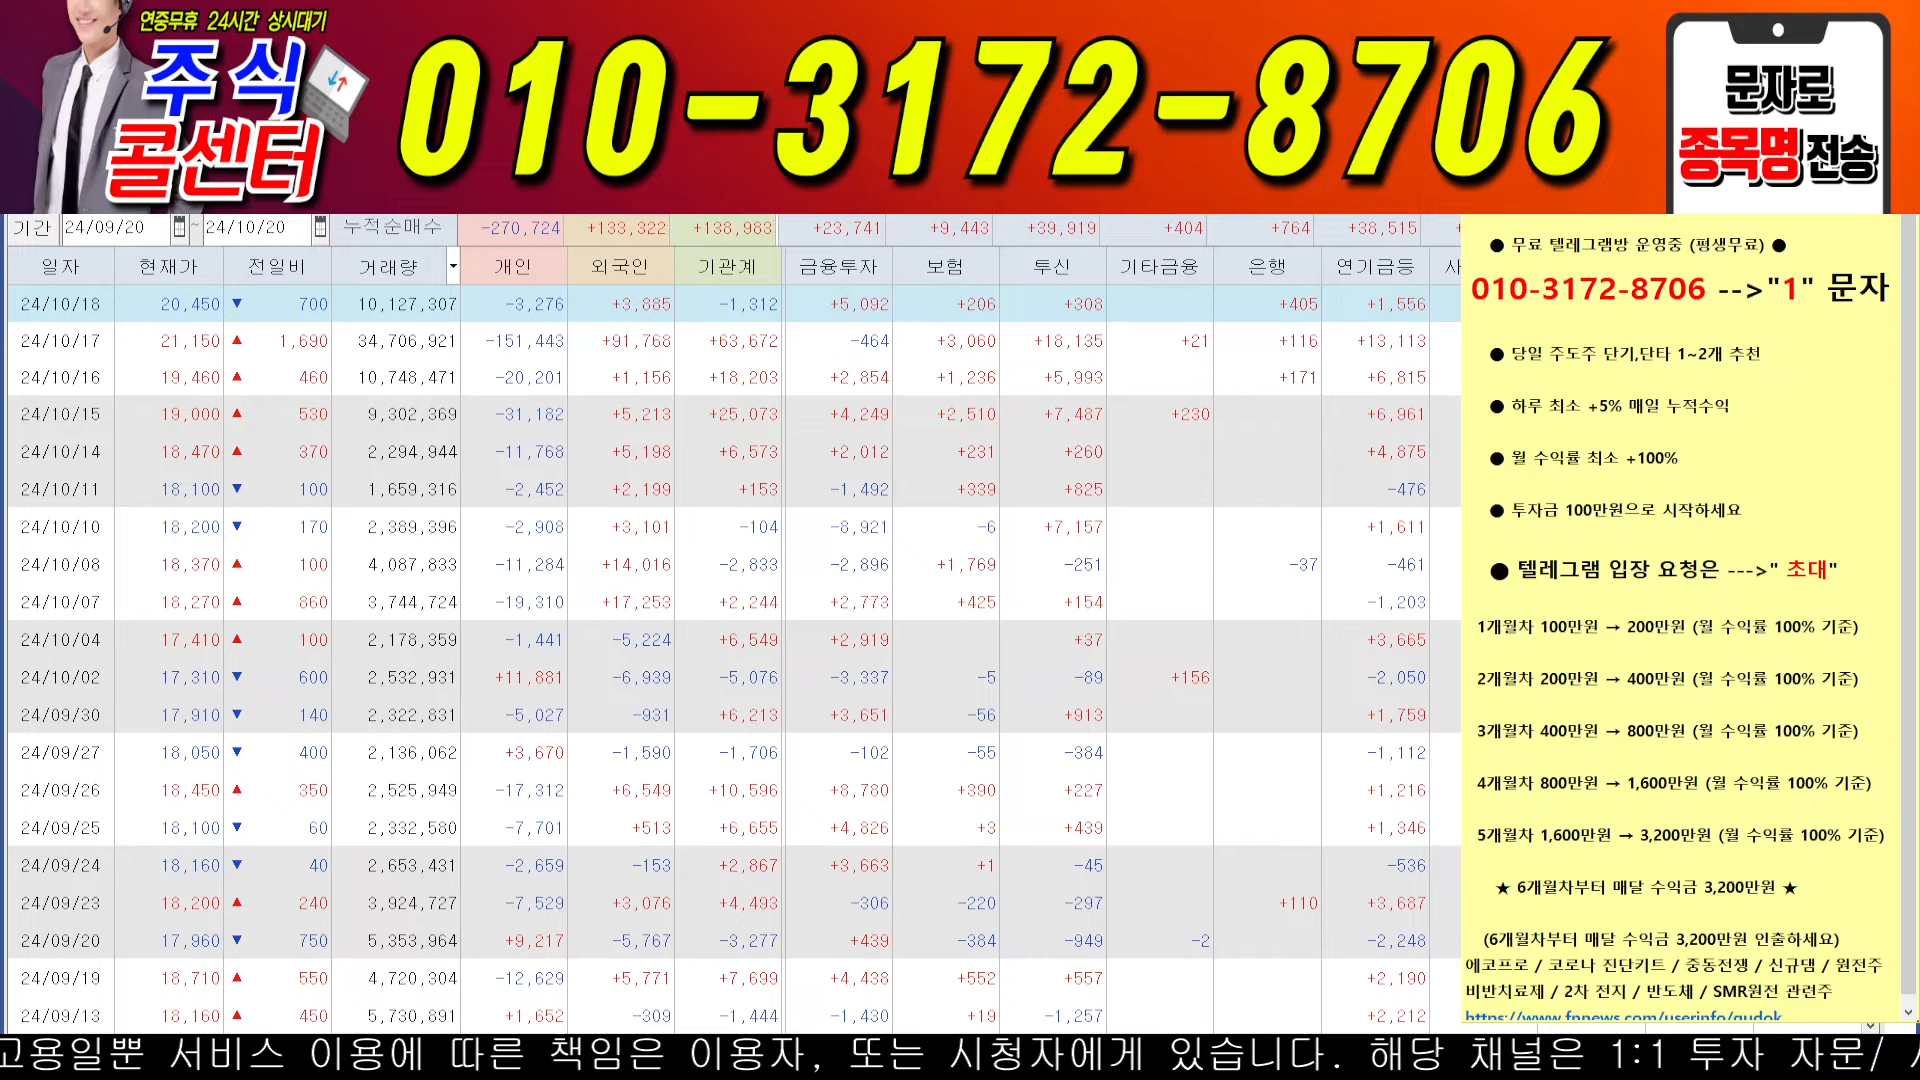 연중무휴 24시간 상시대기
주식
콜센터
010-3172-8706
문자로
종목명 전송
기간 24/09/20 ~ 24/10/20 누적순매수 -270,724 +133,322 +138,983 +23,741 +9,443 +39,919 +404 +764 +38,515
일자 현재가 전일비 거래량 개인 외국인 기관계 금융투자 보험 투신 기타금융 은행 연기금등 사
24/10/18 20,450 ▼ 700 10,127,307 -3,276 +3,885 -1,312 +5,092 +206 +308 +405 +1,556
24/10/17 21,150 ▲ 1,690 34,706,921 -151,443 +91,768 +63,672 -464 +3,060 +18,135 +21 +116 +13,113
24/10/16 19,460 ▲ 460 10,748,471 -20,201 +1,156 +18,203 +2,854 +1,236 +5,993 +171 +6,815
24/10/15 19,000 ▲ 530 9,302,369 -31,182 +5,213 +25,073 +4,249 +2,510 +7,487 +230 +6,961
24/10/14 18,470 ▲ 370 2,294,944 -11,768 +5,198 +6,573 +2,012 +231 +260 +4,875
24/10/11 18,100 ▼ 100 1,659,316 -2,452 +2,199 +153 -1,492 +339 +825 -476
24/10/10 18,200 ▼ 170 2,389,396 -2,908 +3,101 -104 -8,921 -6 +7,157 +1,611
24/10/08 18,370 ▲ 100 4,087,833 -11,284 +14,016 -2,833 -2,896 +1,769 -251 -37 -461
24/10/07 18,270 ▲ 860 3,744,724 -19,310 +17,253 +2,244 +2,773 +425 +154 -1,203
24/10/04 17,410 ▲ 100 2,178,359 -1,441 -5,224 +6,549 +2,919 +37 +3,665
24/10/02 17,310 ▼ 600 2,532,931 +11,881 -6,939 -5,076 -3,337 -5 -89 +156 -2,050
24/09/30 17,910 ▼ 140 2,322,831 -5,027 -931 +6,213 +3,651 -56 +913 +1,759
24/09/27 18,050 ▼ 400 2,136,062 +3,670 -1,590 -1,706 -102 -55 -384 -1,112
24/09/26 18,450 ▲ 350 2,525,949 -17,312 +6,549 +10,596 +8,780 +390 +227 +1,216
24/09/25 18,100 ▼ 60 2,332,580 -7,701 +513 +6,655 +4,826 +3 +439 +1,346
24/09/24 18,160 ▼ 40 2,653,431 -2,659 -153 +2,867 +3,663 +1 -45 -536
24/09/23 18,200 ▲ 240 3,924,727 -7,529 +3,076 +4,493 -306 -220 -297 +110 +3,687
24/09/20 17,960 ▼ 750 5,353,964 +9,217 -5,767 -3,277 +439 -384 -949 -2 -2,248
24/09/19 18,710 ▲ 550 4,720,304 -12,629 +5,771 +7,699 +4,438 +552 +557 +2,190
24/09/13 18,160 ▲ 450 5,730,891 +1,652 -309 -1,444 -1,430 +19 -1,257 +2,212
● 무료 텔레그램방 운영중 (평생무료) ●
010-3172-8706 -->"1" 문자
● 당일 주도주 단기,단타 1~2개 추천
● 하루 최소 +5% 매일 누적수익
● 월 수익률 최소 +100%
● 투자금 100만원으로 시작하세요
● 텔레그램 입장 요청은 --->" 초대"
1개월차 100만원 → 200만원 (월 수익률 100% 기준)
2개월차 200만원 → 400만원 (월 수익률 100% 기준)
3개월차 400만원 → 800만원 (월 수익률 100% 기준)
4개월차 800만원 → 1,600만원 (월 수익률 100% 기준)
5개월차 1,600만원 → 3,200만원 (월 수익률 100% 기준)
★ 6개월차부터 매달 수익금 3,200만원 ★
(6개월차부터 매달 수익금 3,200만원 인출하세요)
에코프로 / 코로나 진단키트 / 중동전쟁 / 신규댐 / 원전주
비반치료제 / 2차 전지 / 반도체 / SMR원전 관련주
https://www.fnnews.com/userinfo/gudok
고용일뿐 서비스 이용에 따른 책임은 이용자, 또는 시청자에게 있습니다. 해당 채널은 1:1 투자 자문/